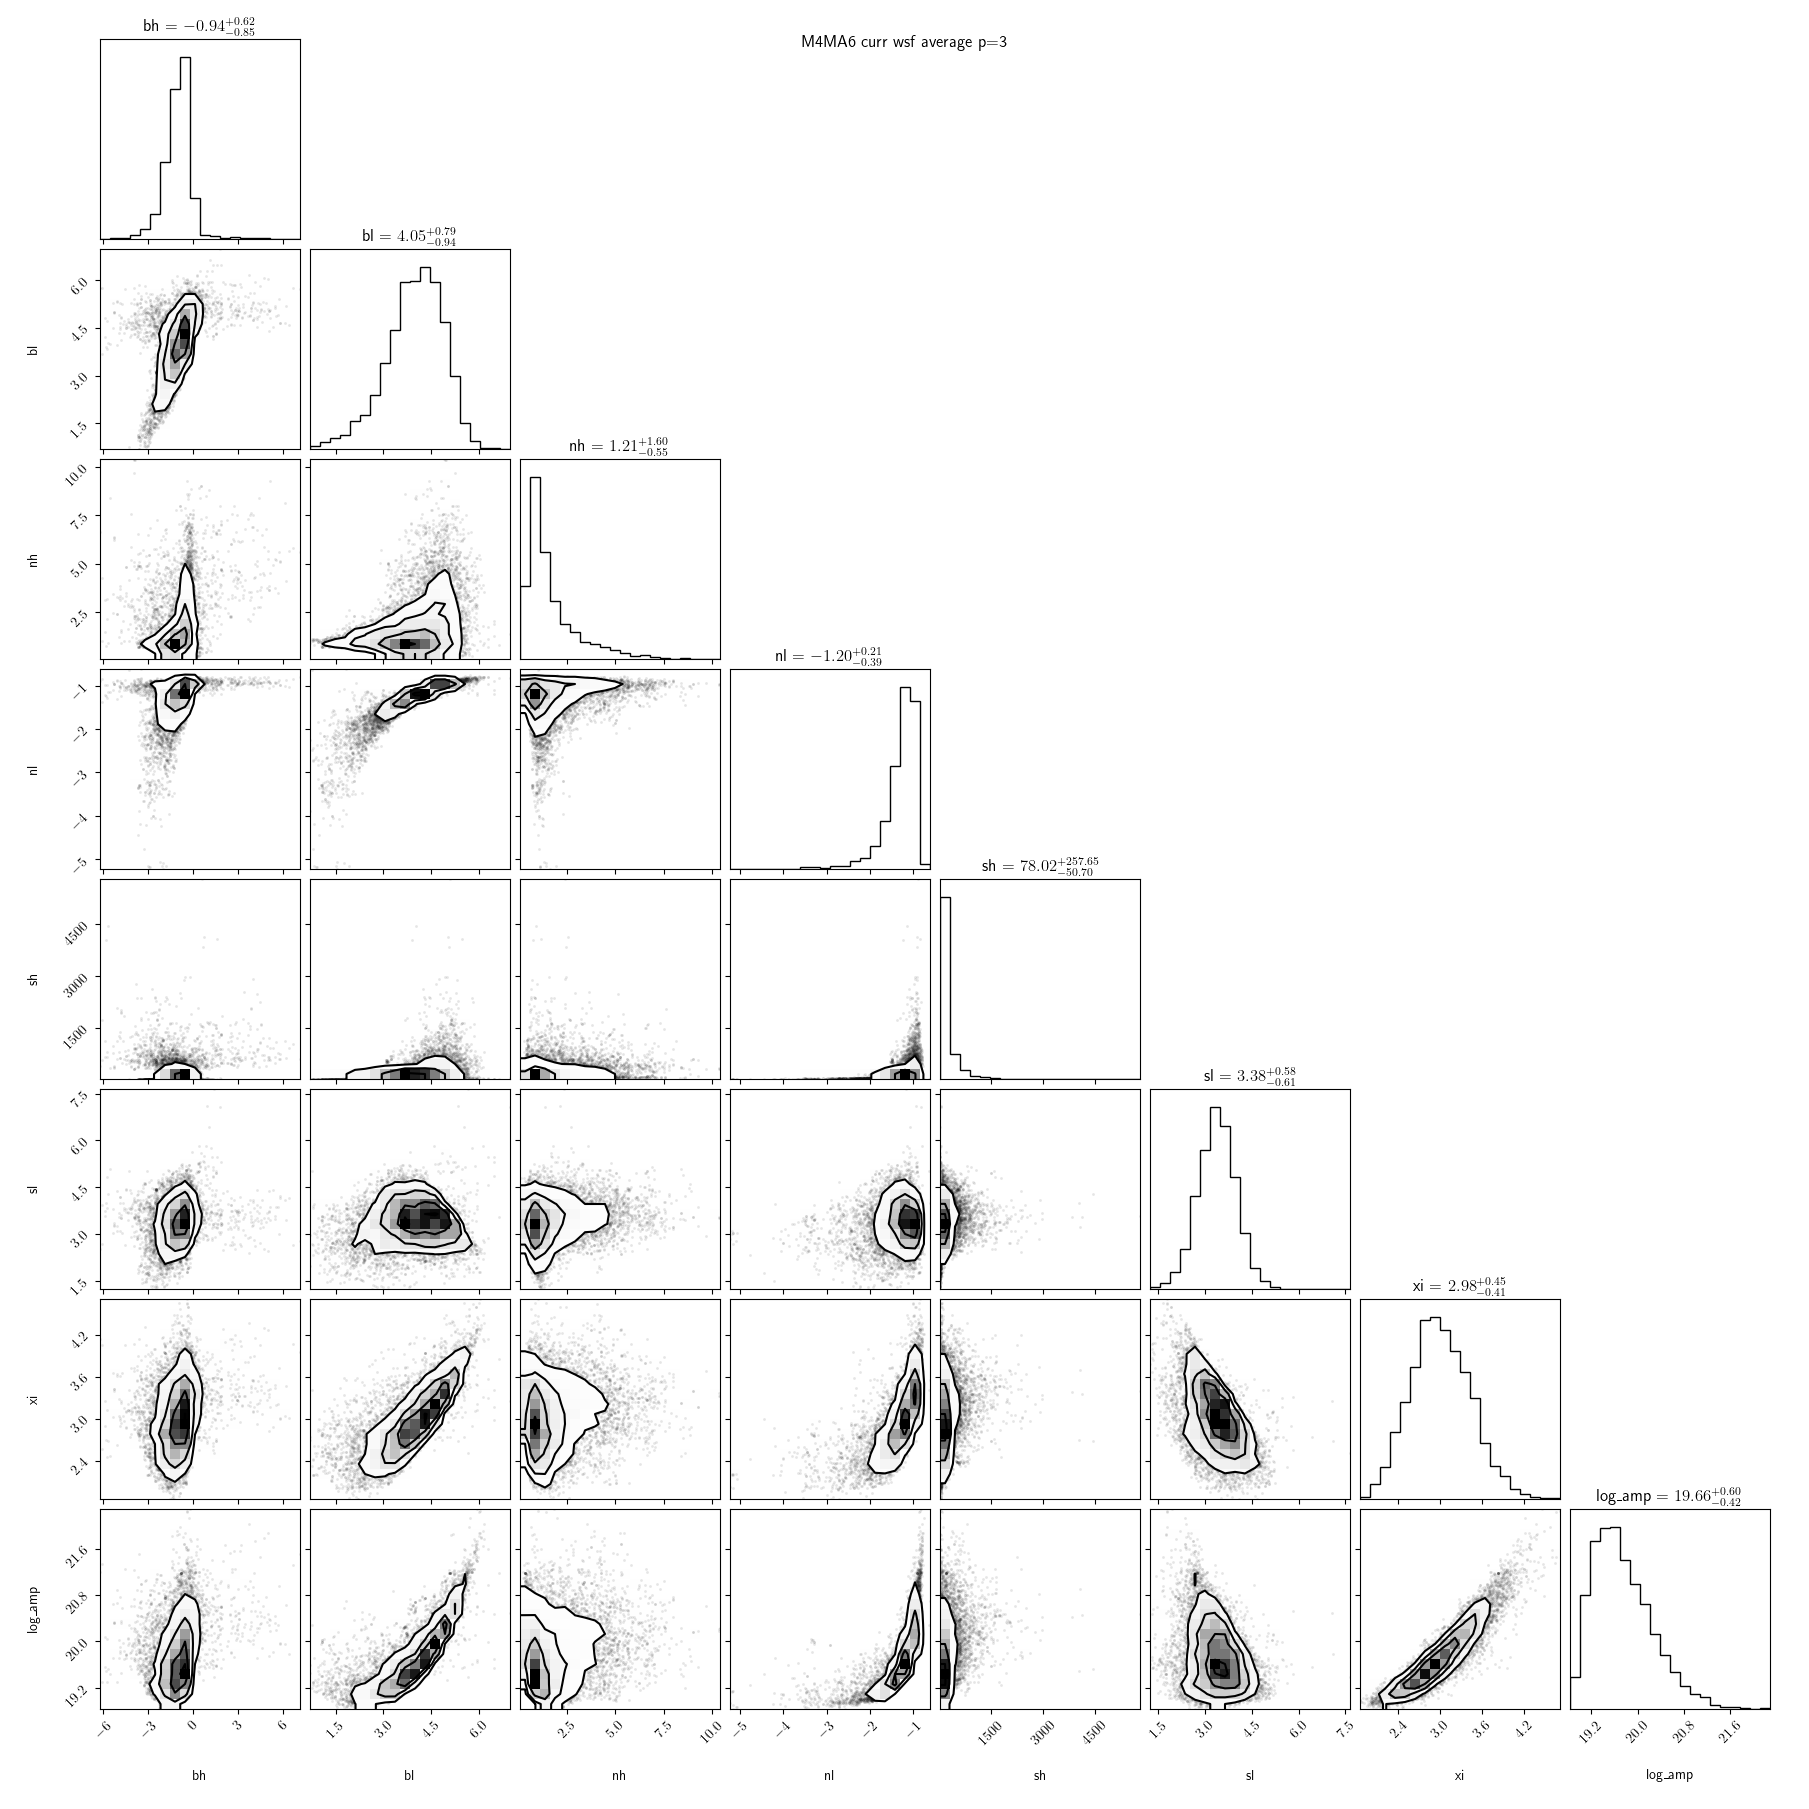 M4MA6 curr wsf average p=3
bh = −0.94 +0.62 −0.85
bl = 4.05 +0.79 −0.94
bl
6.0
4.5
3.0
1.5
nh = 1.21 +1.60 −0.55
nh
10.0
7.5
5.0
2.5
nl = −1.20 +0.21 −0.39
nl
−1
−2
−3
−4
−5
sh = 78.02 +257.65 −50.70
sh
4500
3000
1500
sl = 3.38 +0.58 −0.61
sl
7.5
6.0
4.5
3.0
1.5
xi = 2.98 +0.45 −0.41
xi
4.2
3.6
3.0
2.4
log_amp = 19.66 +0.60 −0.42
log_amp
21.6
20.8
20.0
19.2
−6 −3 0 3 6 1.5 3.0 4.5 6.0 2.5 5.0 7.5 10.0 −5 −4 −3 −2 −1 1500 3000 4500 1.5 3.0 4.5 6.0 7.5 2.4 3.0 3.6 4.2 19.2 20.0 20.8 21.6
bh bl nh nl sh sl xi log_amp